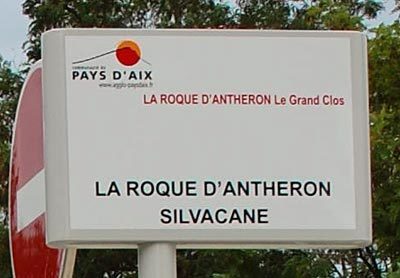 COMMUNAUTÉ DU
PAYS D'AIX
www.agglo-paysdaix.fr
LA ROQUE D'ANTHERON Le Grand Clos
LA ROQUE D'ANTHERON
SILVACANE